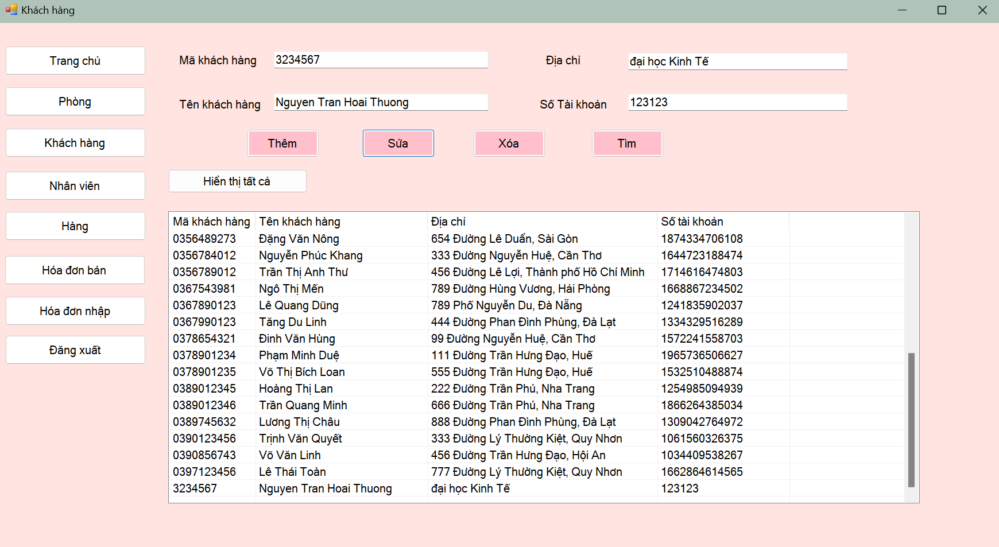 Khách hàng
Trang chủ
Phòng
Khách hàng
Nhân viên
Hàng
Hóa đơn bán
Hóa đơn nhập
Đăng xuất
Mã khách hàng 3234567 Địa chỉ đại học Kinh Tế
Tên khách hàng Nguyen Tran Hoai Thuong Số Tài khoản 123123
Thêm Sửa Xóa Tìm
Hiển thị tất cả
Mã khách hàng Tên khách hàng Địa chỉ Số tài khoản
0356489273 Đặng Văn Nông 654 Đường Lê Duẩn, Sài Gòn 1874334706108
0356784012 Nguyễn Phúc Khang 333 Đường Nguyễn Huệ, Cần Thơ 1644723188474
0356789012 Trần Thị Anh Thư 456 Đường Lê Lợi, Thành phố Hồ Chí Minh 1714616474803
0367543981 Ngô Thị Mến 789 Đường Hùng Vương, Hải Phòng 1668867234502
0367890123 Lê Quang Dũng 789 Phố Nguyễn Du, Đà Nẵng 1241835902037
0367990123 Tăng Du Linh 444 Đường Phan Đình Phùng, Đà Lạt 1334329516289
0378654321 Đinh Văn Hùng 99 Đường Nguyễn Huệ, Cần Thơ 1572241558703
0378901234 Phạm Minh Duệ 111 Đường Trần Hưng Đạo, Huế 1965736506627
0378901235 Võ Thị Bích Loan 555 Đường Trần Hưng Đạo, Huế 1532510488874
0389012345 Hoàng Thị Lan 222 Đường Trần Phú, Nha Trang 1254985094939
0389012346 Trần Quang Minh 666 Đường Trần Phú, Nha Trang 1866264385034
0389745632 Lương Thị Châu 888 Đường Phan Đình Phùng, Đà Lạt 1309042764972
0390123456 Trịnh Văn Quyết 333 Đường Lý Thường Kiệt, Quy Nhơn 1061560326375
0390856743 Võ Văn Linh 456 Đường Trần Hưng Đạo, Hội An 1034409538267
0397123456 Lê Thái Toàn 777 Đường Lý Thường Kiệt, Quy Nhơn 1662864614565
3234567 Nguyen Tran Hoai Thuong đại học Kinh Tế 123123